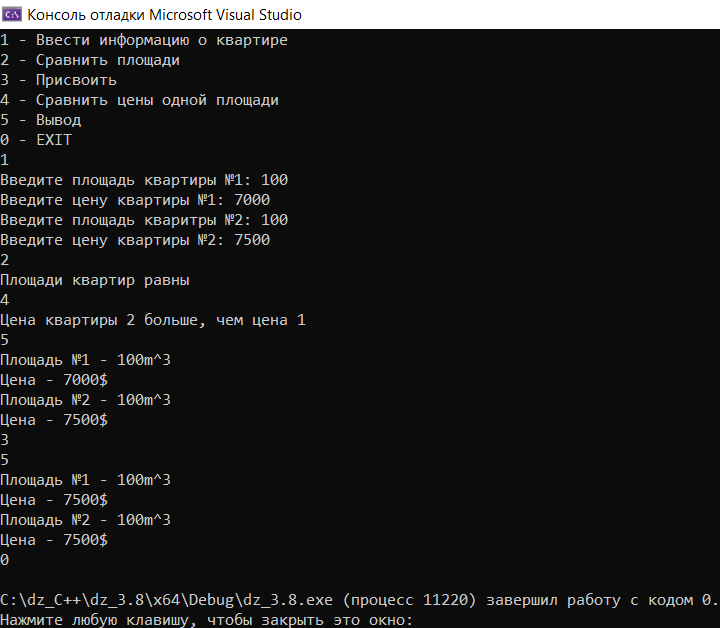 Консоль отладки Microsoft Visual Studio
1 - Ввести информацию о квартире
2 - Сравнить площади
3 - Присвоить
4 - Сравнить цены одной площади
5 - Вывод
0 - EXIT
1
Введите площадь квартиры №1: 100
Введите цену квартиры №1: 7000
Введите площадь кваритры №2: 100
Введите цену квартиры №2: 7500
2
Площади квартир равны
4
Цена квартиры 2 больше, чем цена 1
5
Площадь №1 - 100m^3
Цена - 7000$
Площадь №2 - 100m^3
Цена - 7500$
3
5
Площадь №1 - 100m^3
Цена - 7500$
Площадь №2 - 100m^3
Цена - 7500$
0
C:\dz_C++\dz_3.8\x64\Debug\dz_3.8.exe (процесс 11220) завершил работу с кодом 0.
Нажмите любую клавишу, чтобы закрыть это окно: